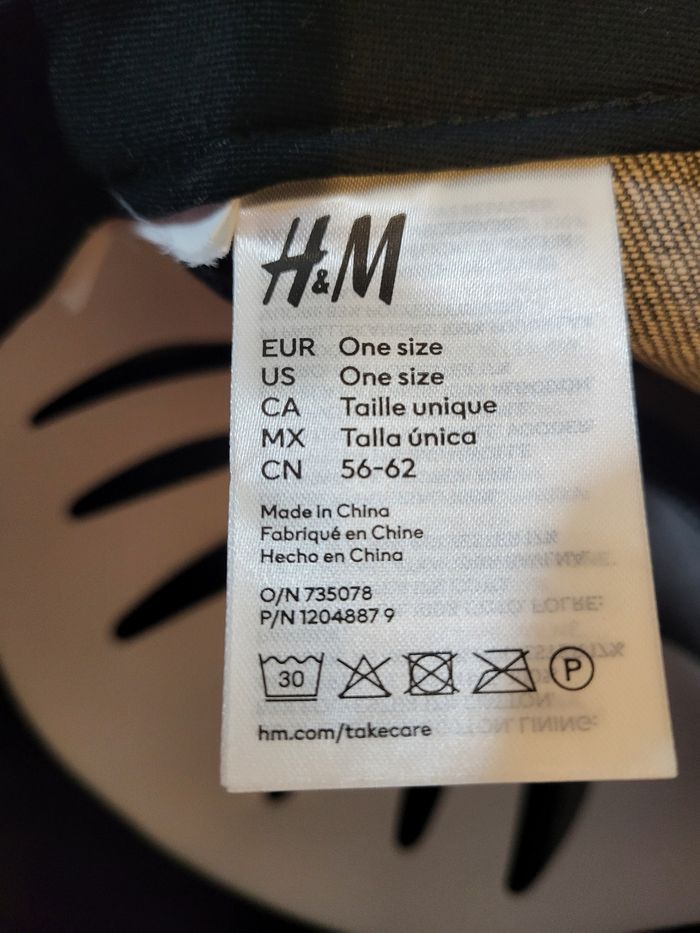 H&M
EUR One size
US One size
CA Taille unique
MX Talla única
CN 56-62
Made in China
Fabriqué en Chine
Hecho en China
O/N 735078
P/N 1204887 9
30
P
hm.com/takecare